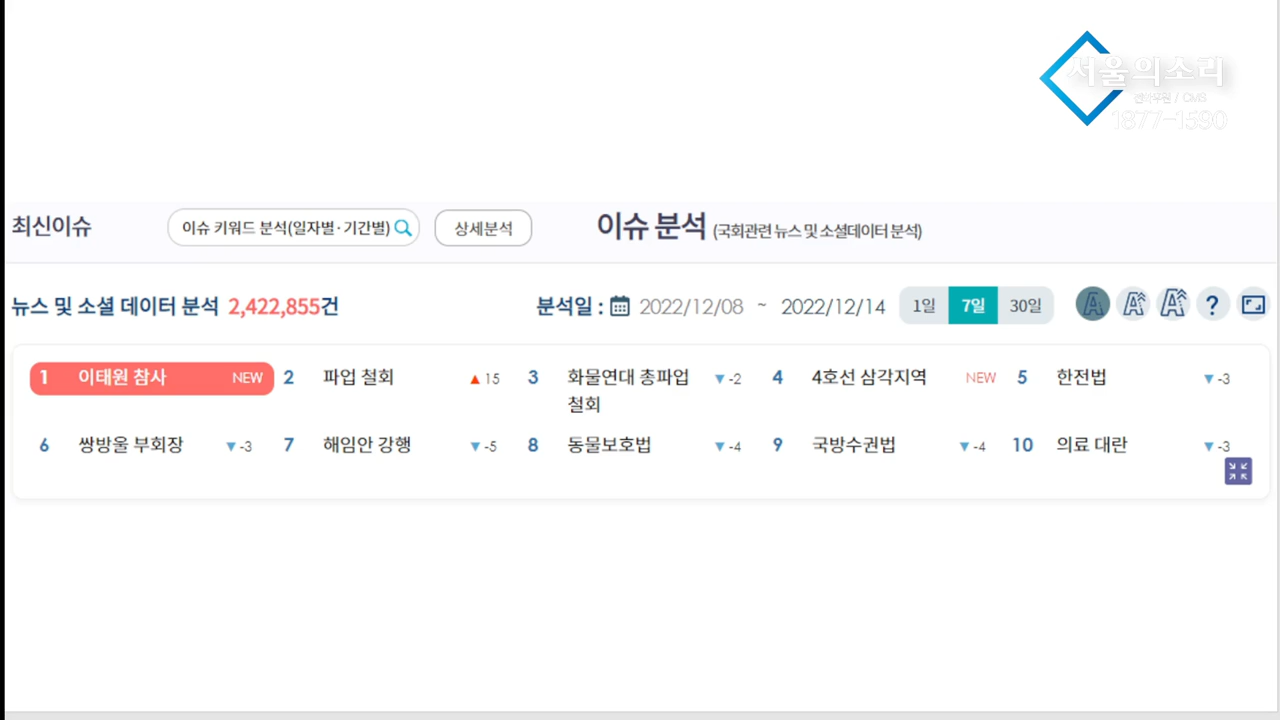 서울의소리
1877-1590
최신이슈
이슈 키워드 분석(일자별·기간별)
상세분석
이슈 분석 (국회관련 뉴스 및 소셜데이터 분석)
뉴스 및 소셜 데이터 분석 2,422,855건
분석일 : 2022/12/08 ~ 2022/12/14
1일 7일 30일
A A A ?
1 이태원 참사 NEW
2 파업 철회 ▲ 15
3 화물연대 총파업 ▼ -2
철회
4 4호선 삼각지역 NEW
5 한전법 ▼ -3
6 쌍방울 부회장 ▼ -3
7 해임안 강행 ▼ -5
8 동물보호법 ▼ -4
9 국방수권법 ▼ -4
10 의료 대란 ▼ -3